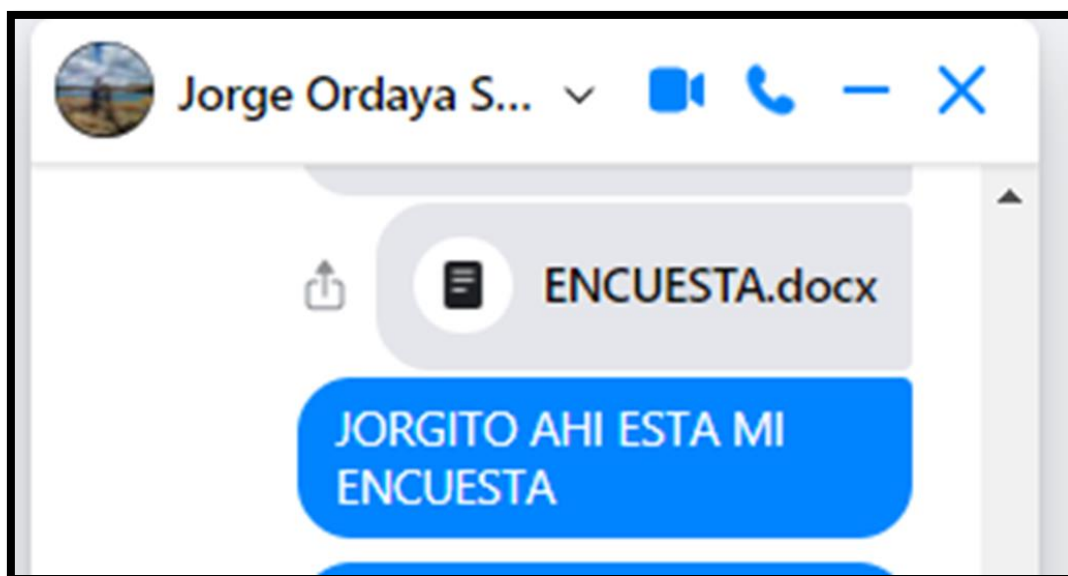 Jorge Ordaya S...
ENCUESTA.docx
JORGITO AHI ESTA MI
ENCUESTA